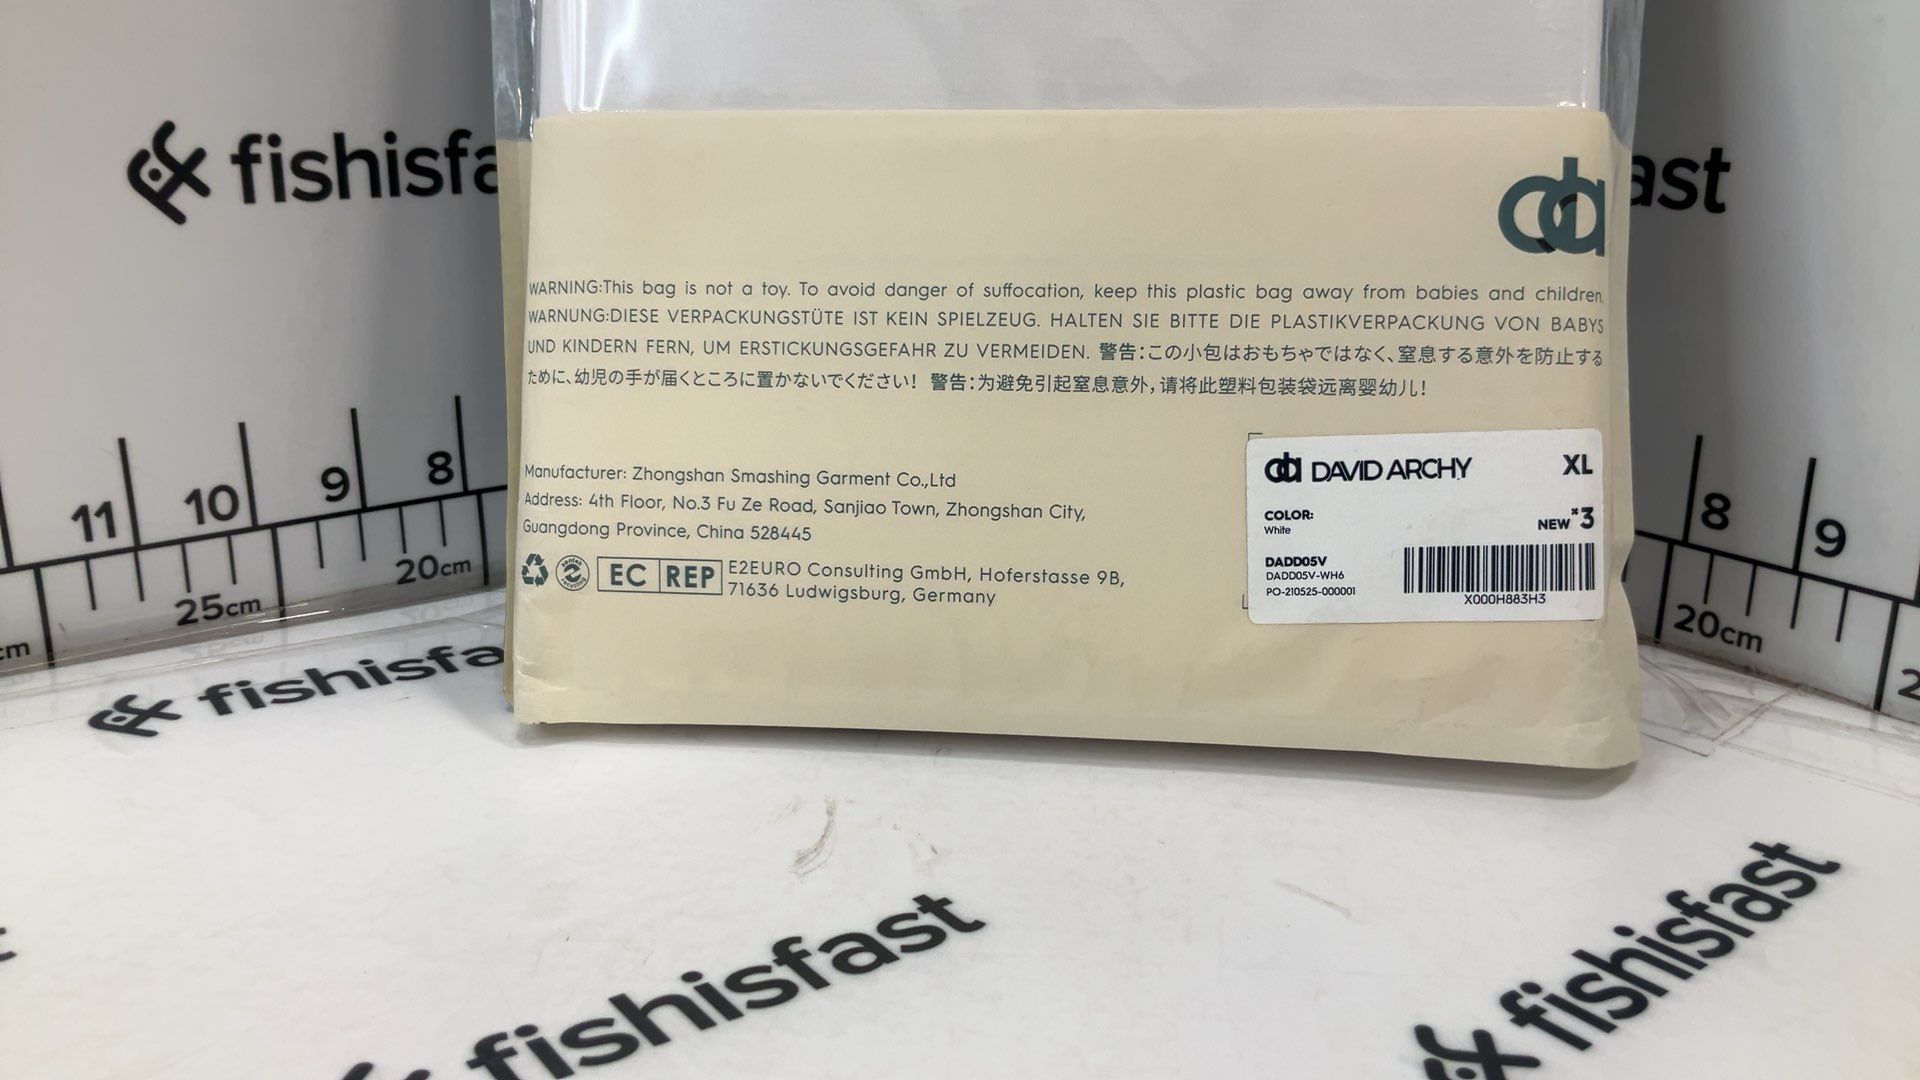 fishisfa
ast
da
WARNING:This bag is not a toy. To avoid danger of suffocation, keep this plastic bag away from babies and children.
WARNUNG:DIESE VERPACKUNGSTÜTE IST KEIN SPIELZEUG. HALTEN SIE BITTE DIE PLASTIKVERPACKUNG VON BABYS
UND KINDERN FERN, UM ERSTICKUNGSGEFAHR ZU VERMEIDEN. 警告：この小包はおもちゃではなく、窒息する意外を防止する
ために、幼児の手が届くところに置かないでください！ 警告：为避免引起窒息意外，请将此塑料包装袋远离婴幼儿！
Manufacturer: Zhongshan Smashing Garment Co.,Ltd
Address: 4th Floor, No.3 Fu Ze Road, Sanjiao Town, Zhongshan City,
Guangdong Province, China 528445
EC REP
E2EURO Consulting GmbH, Hoferstasse 9B,
71636 Ludwigsburg, Germany
da DAVID ARCHY XL
COLOR:
White
NEW *3
DADD05V
DADD05V-WH6
PO-210525-000001
X000H883H3
11 10 9 8
cm 25cm 20cm
8 9
20cm
2
fishisfa
fishisfast
fishisfast